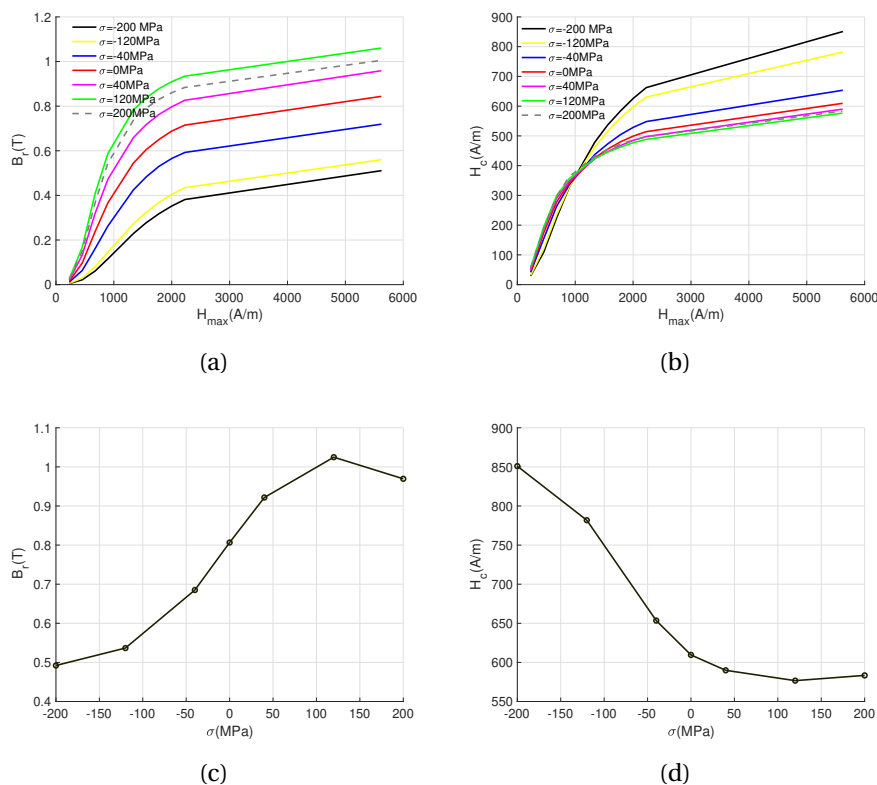 1.2
1
0.8
0.6
0.4
0.2
0
B_r(T)
σ=-200 MPa
σ=-120MPa
σ=-40MPa
σ=0MPa
σ=40MPa
σ=120MPa
σ=200MPa
0 1000 2000 3000 4000 5000 6000
H_max(A/m)
(a)
900
800
700
600
500
400
300
200
100
0
H_c(A/m)
σ=-200 MPa
σ=-120MPa
σ=-40MPa
σ=0MPa
σ=40MPa
σ=120MPa
σ=200MPa
0 1000 2000 3000 4000 5000 6000
H_max(A/m)
(b)
1.1
1
0.9
0.8
0.7
0.6
0.5
0.4
B_r(T)
-200 -150 -100 -50 0 50 100 150 200
σ(MPa)
(c)
900
850
800
750
700
650
600
550
H_c(A/m)
-200 -150 -100 -50 0 50 100 150 200
σ(MPa)
(d)